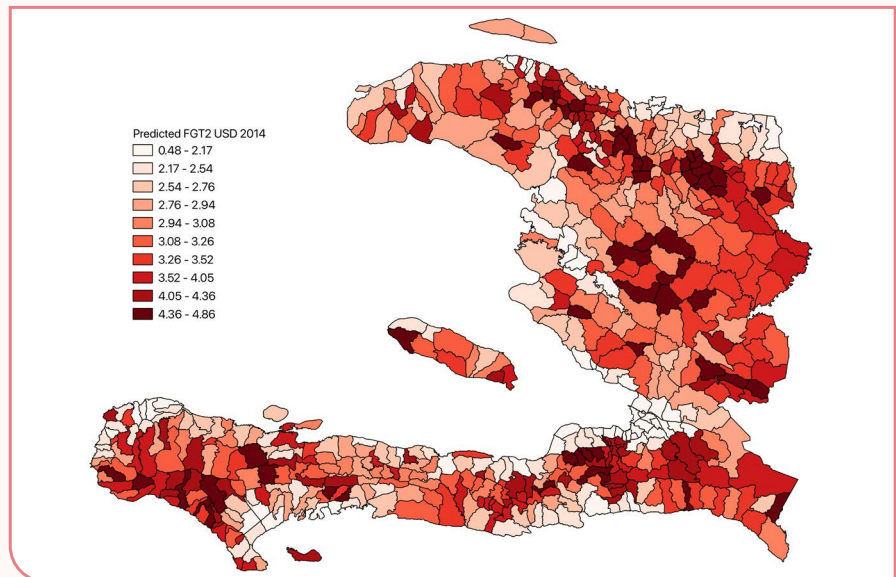 Predicted FGT2 USD 2014
0.48 - 2.17
2.17 - 2.54
2.54 - 2.76
2.76 - 2.94
2.94 - 3.08
3.08 - 3.26
3.26 - 3.52
3.52 - 4.05
4.05 - 4.36
4.36 - 4.86